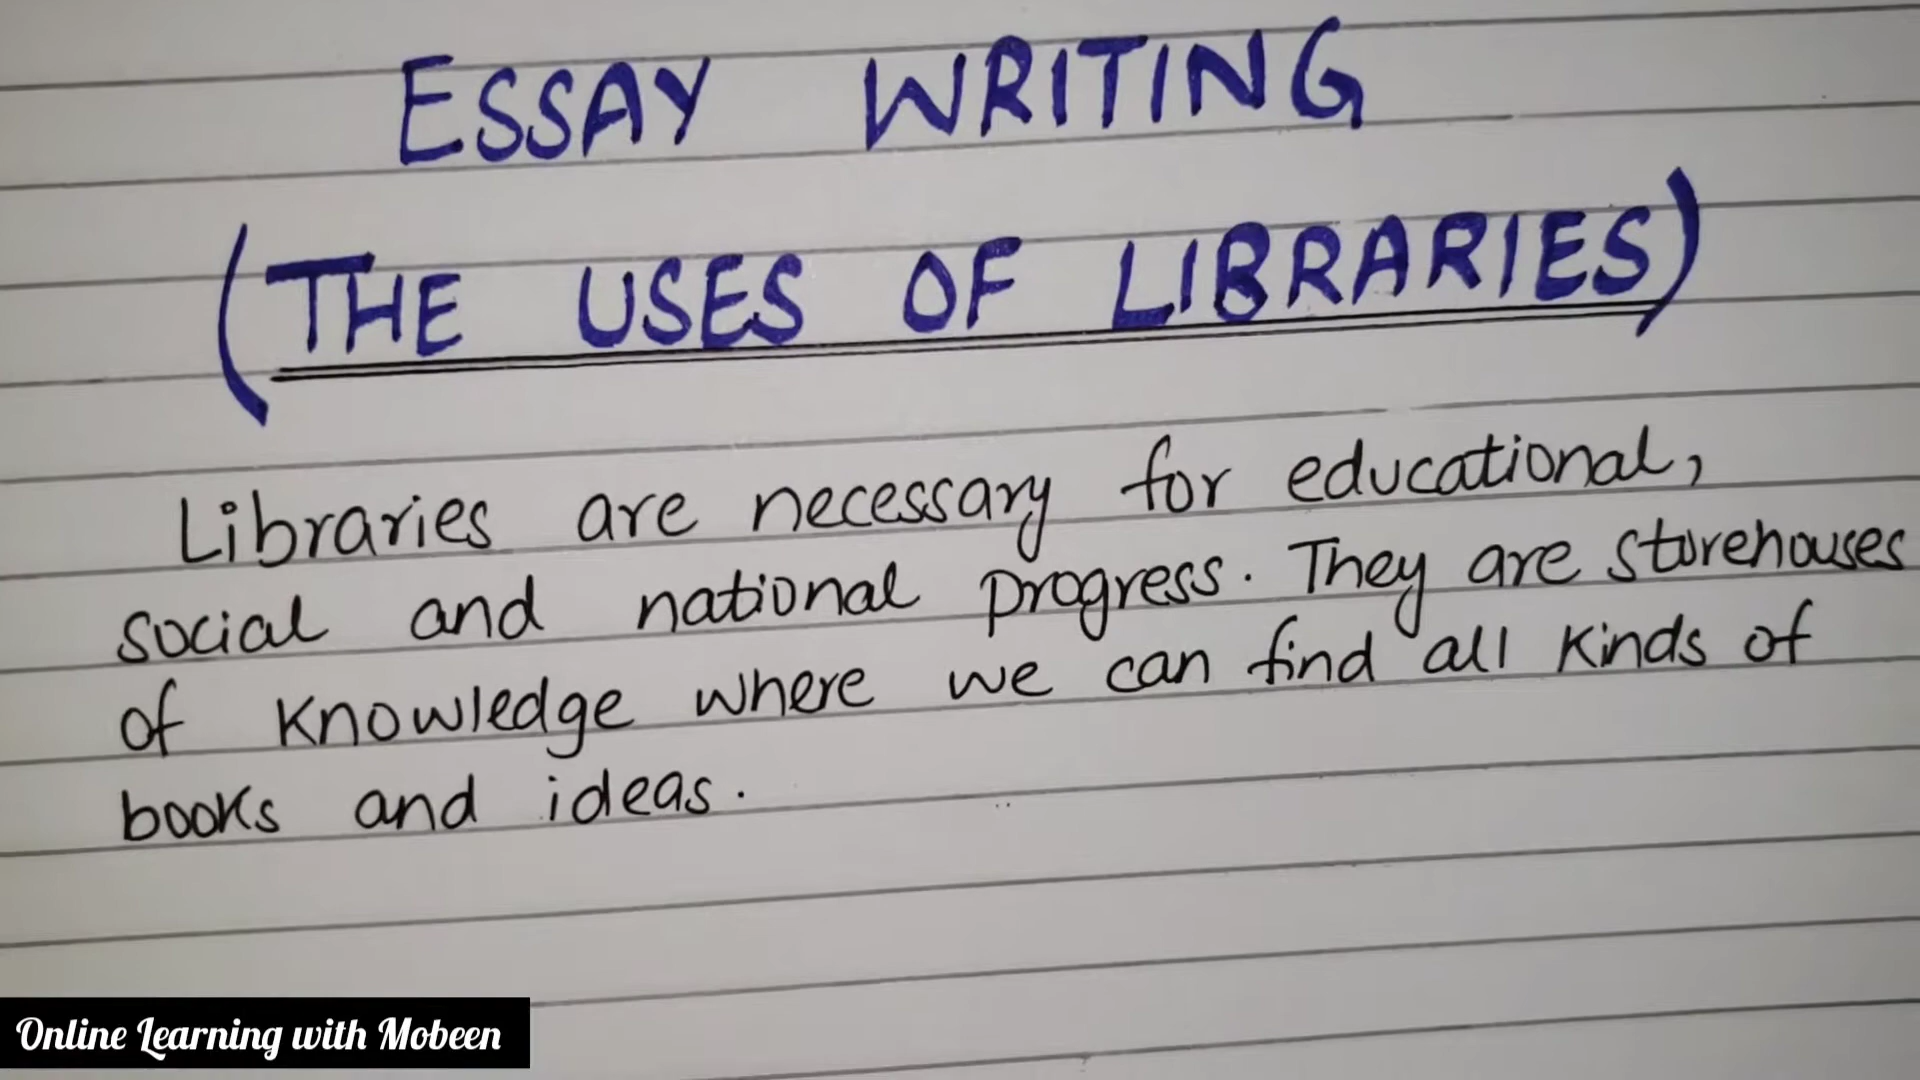 ESSAY WRITING
(THE USES OF LIBRARIES)
Libraries are necessary for educational,
social and national progress. They are storehouses
of knowledge where we can find all kinds of
books and ideas.
Online Learning with Mobeen